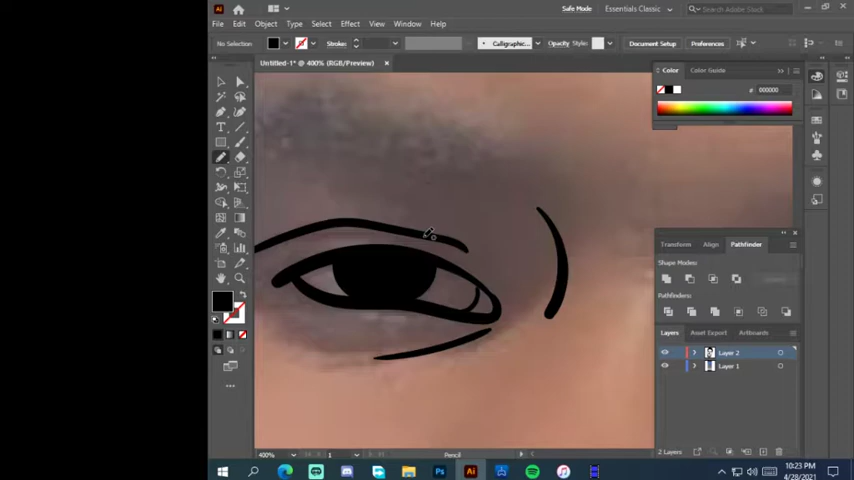 Safe Mode
Essentials Classic
Search Adobe Stock
File Edit Object Type Select Effect View Window Help
No Selection
Stroke:
Calligraphic...
Opacity
Style:
Document Setup
Preferences
Untitled-1* @ 400% (RGB/Preview)
Color
Color Guide
# 000000
Transform
Align
Pathfinder
Shape Modes:
Pathfinders:
Layers
Asset Export
Artboards
Layer 2
Layer 1
2 Layers
400%
1
Pencil
Ps
Ai
10:23 PM
4/28/2021